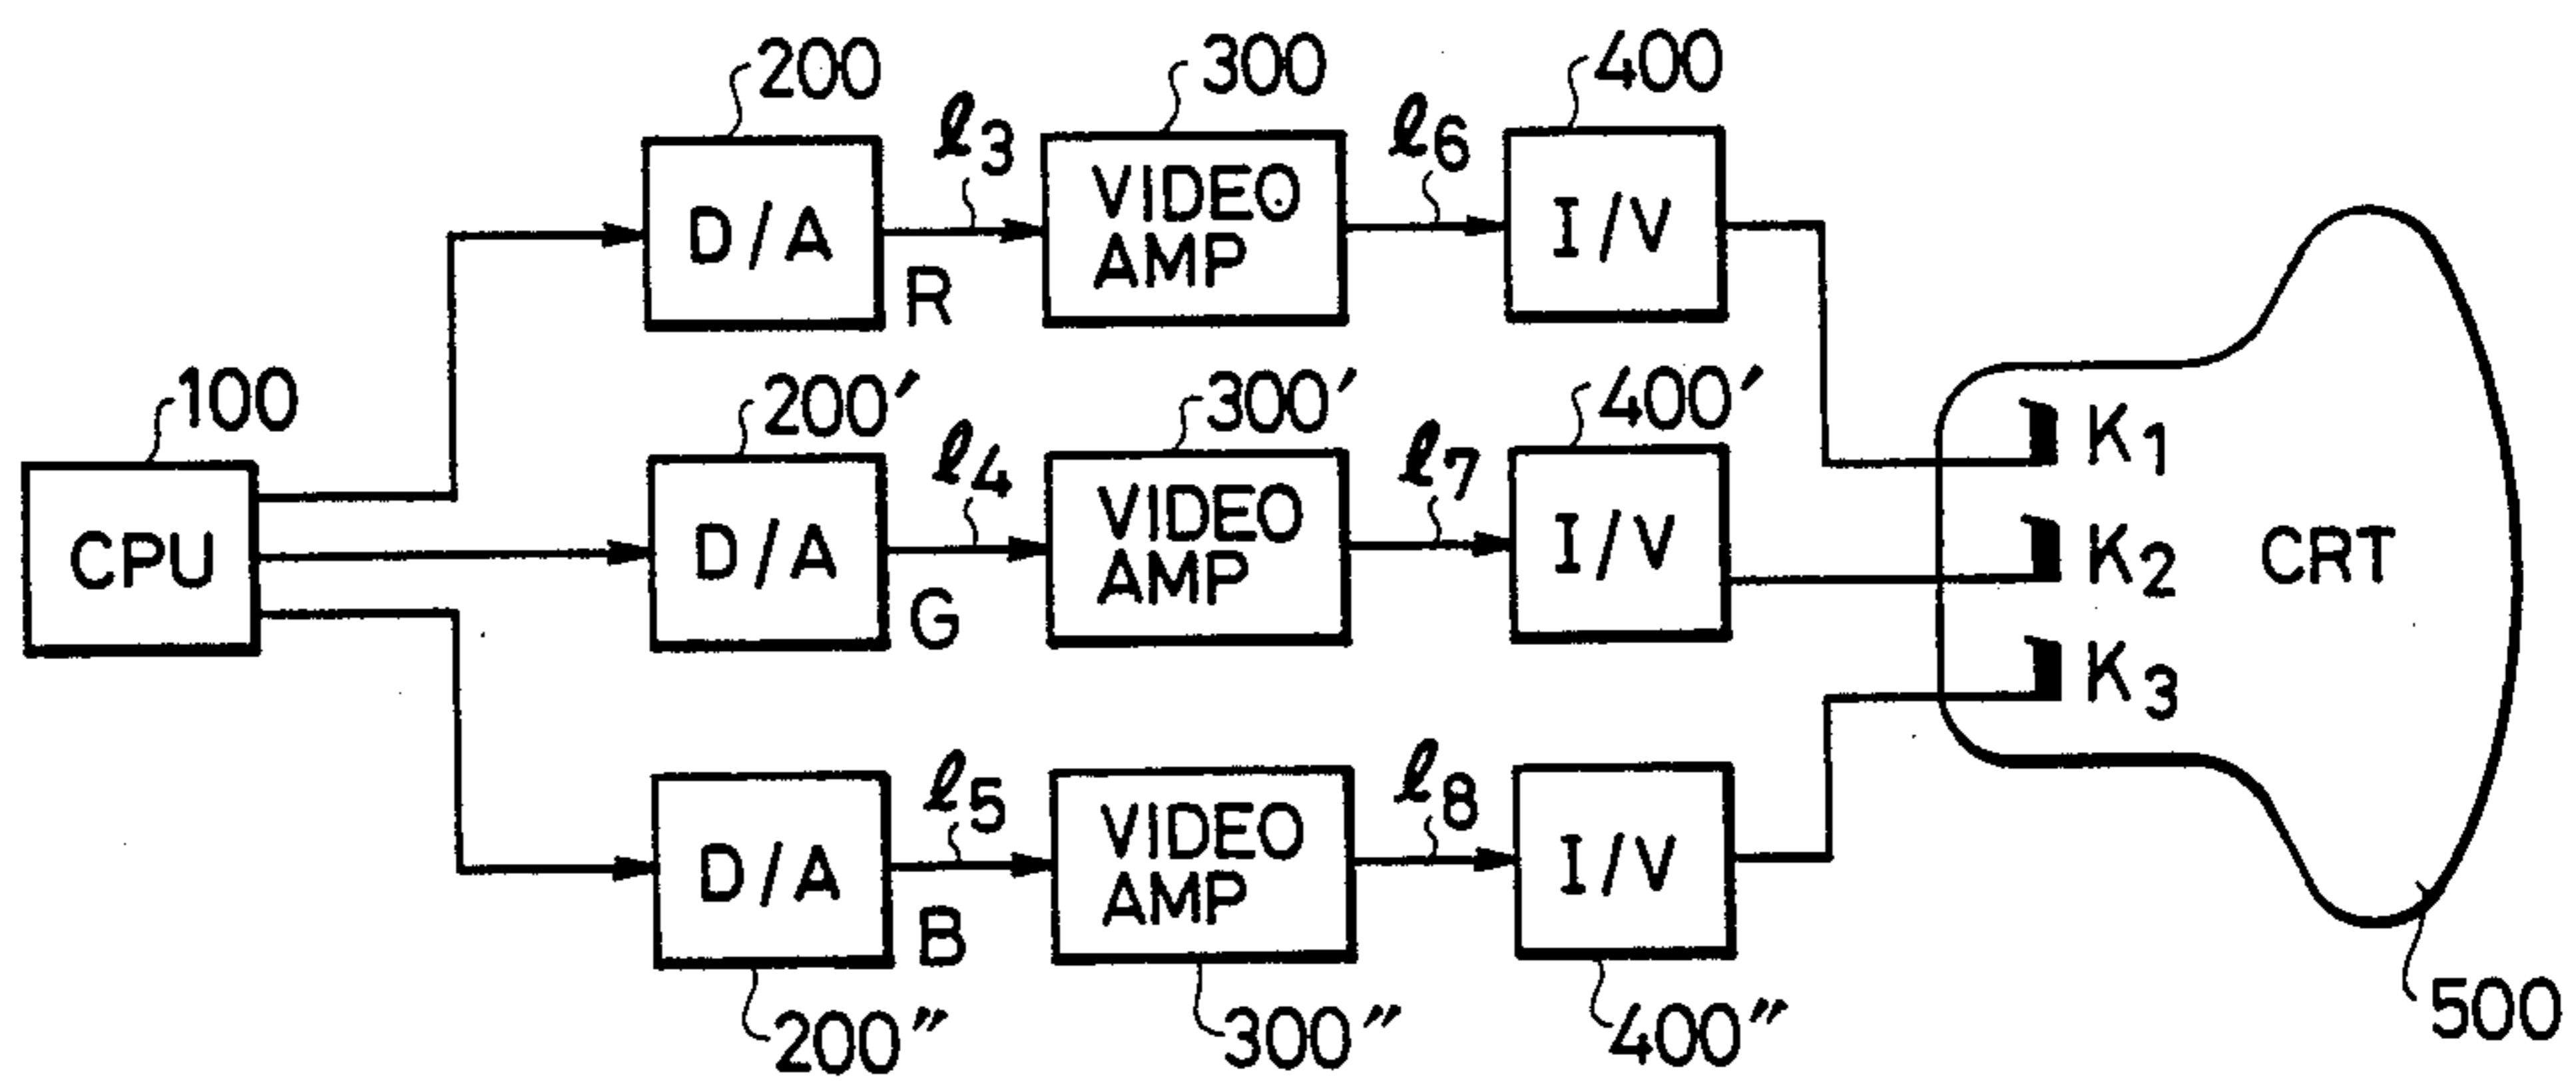 200
ℓ3
300
ℓ6
400
D/A
VIDEO
AMP
I/V
R
100
CPU
200′
ℓ4
300′
ℓ7
400′
D/A
VIDEO
AMP
I/V
G
K1
K2
K3
CRT
ℓ5
ℓ8
D/A
VIDEO
AMP
I/V
B
200″
300″
400″
500